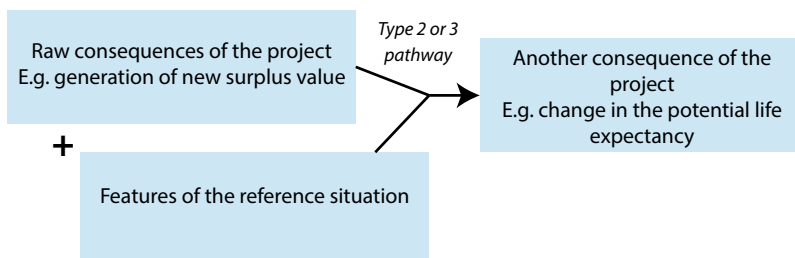 Raw consequences of the project
E.g. generation of new surplus value
Type 2 or 3
pathway
Another consequence of the
project
E.g. change in the potential life
expectancy
+
Features of the reference situation